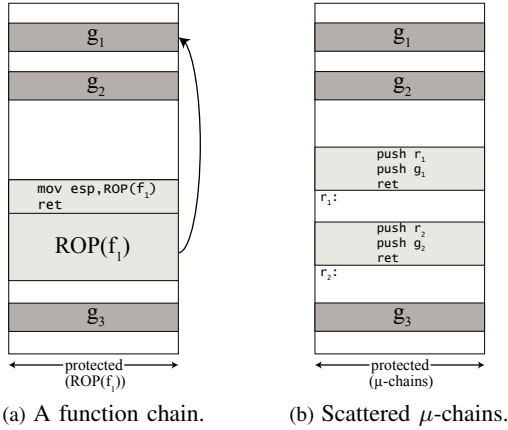 g₁
g₂
mov esp,ROP(f₁)
ret
ROP(f₁)
g₃
protected
(ROP(f₁))
(a) A function chain.
g₁
g₂
push r₁
push g₁
ret
r₁:
push r₂
push g₂
ret
r₂:
g₃
protected
(μ-chains)
(b) Scattered μ-chains.